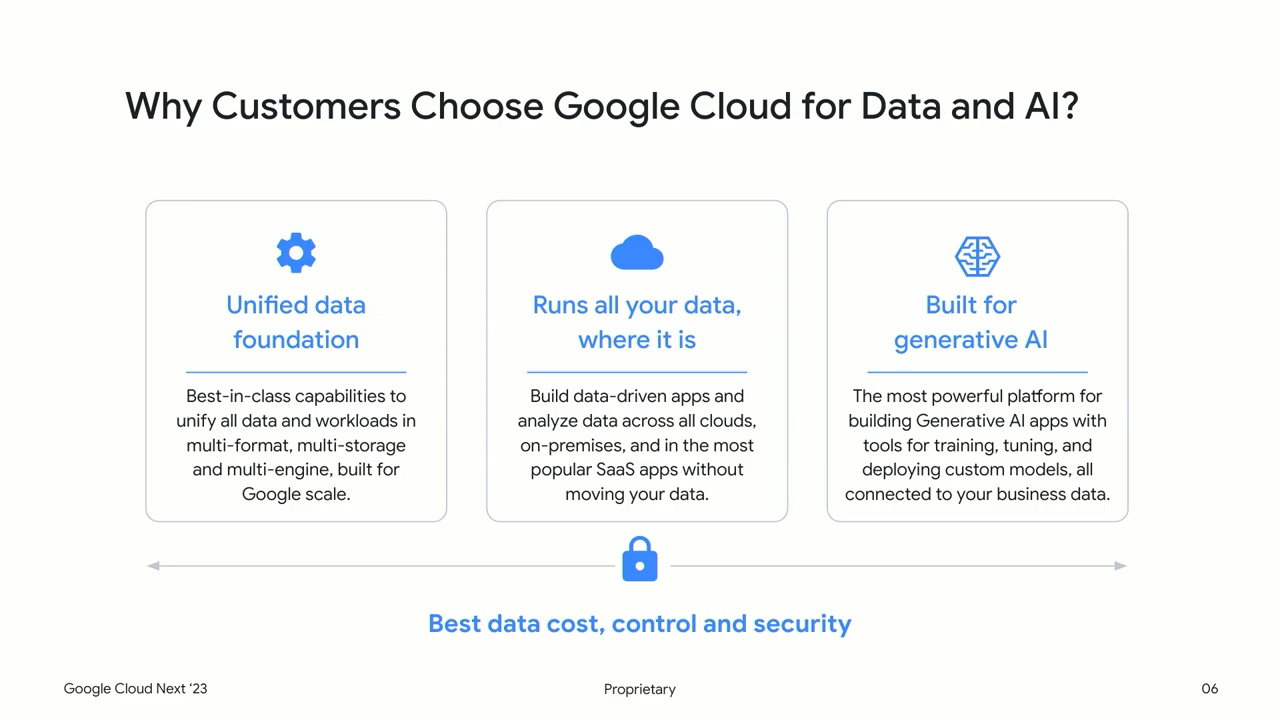 Why Customers Choose Google Cloud for Data and AI?
Unified data
foundation
Best-in-class capabilities to
unify all data and workloads in
multi-format, multi-storage
and multi-engine, built for
Google scale.
Runs all your data,
where it is
Build data-driven apps and
analyze data across all clouds,
on-premises, and in the most
popular SaaS apps without
moving your data.
Built for
generative AI
The most powerful platform for
building Generative AI apps with
tools for training, tuning, and
deploying custom models, all
connected to your business data.
Best data cost, control and security
Google Cloud Next ‘23
Proprietary
06